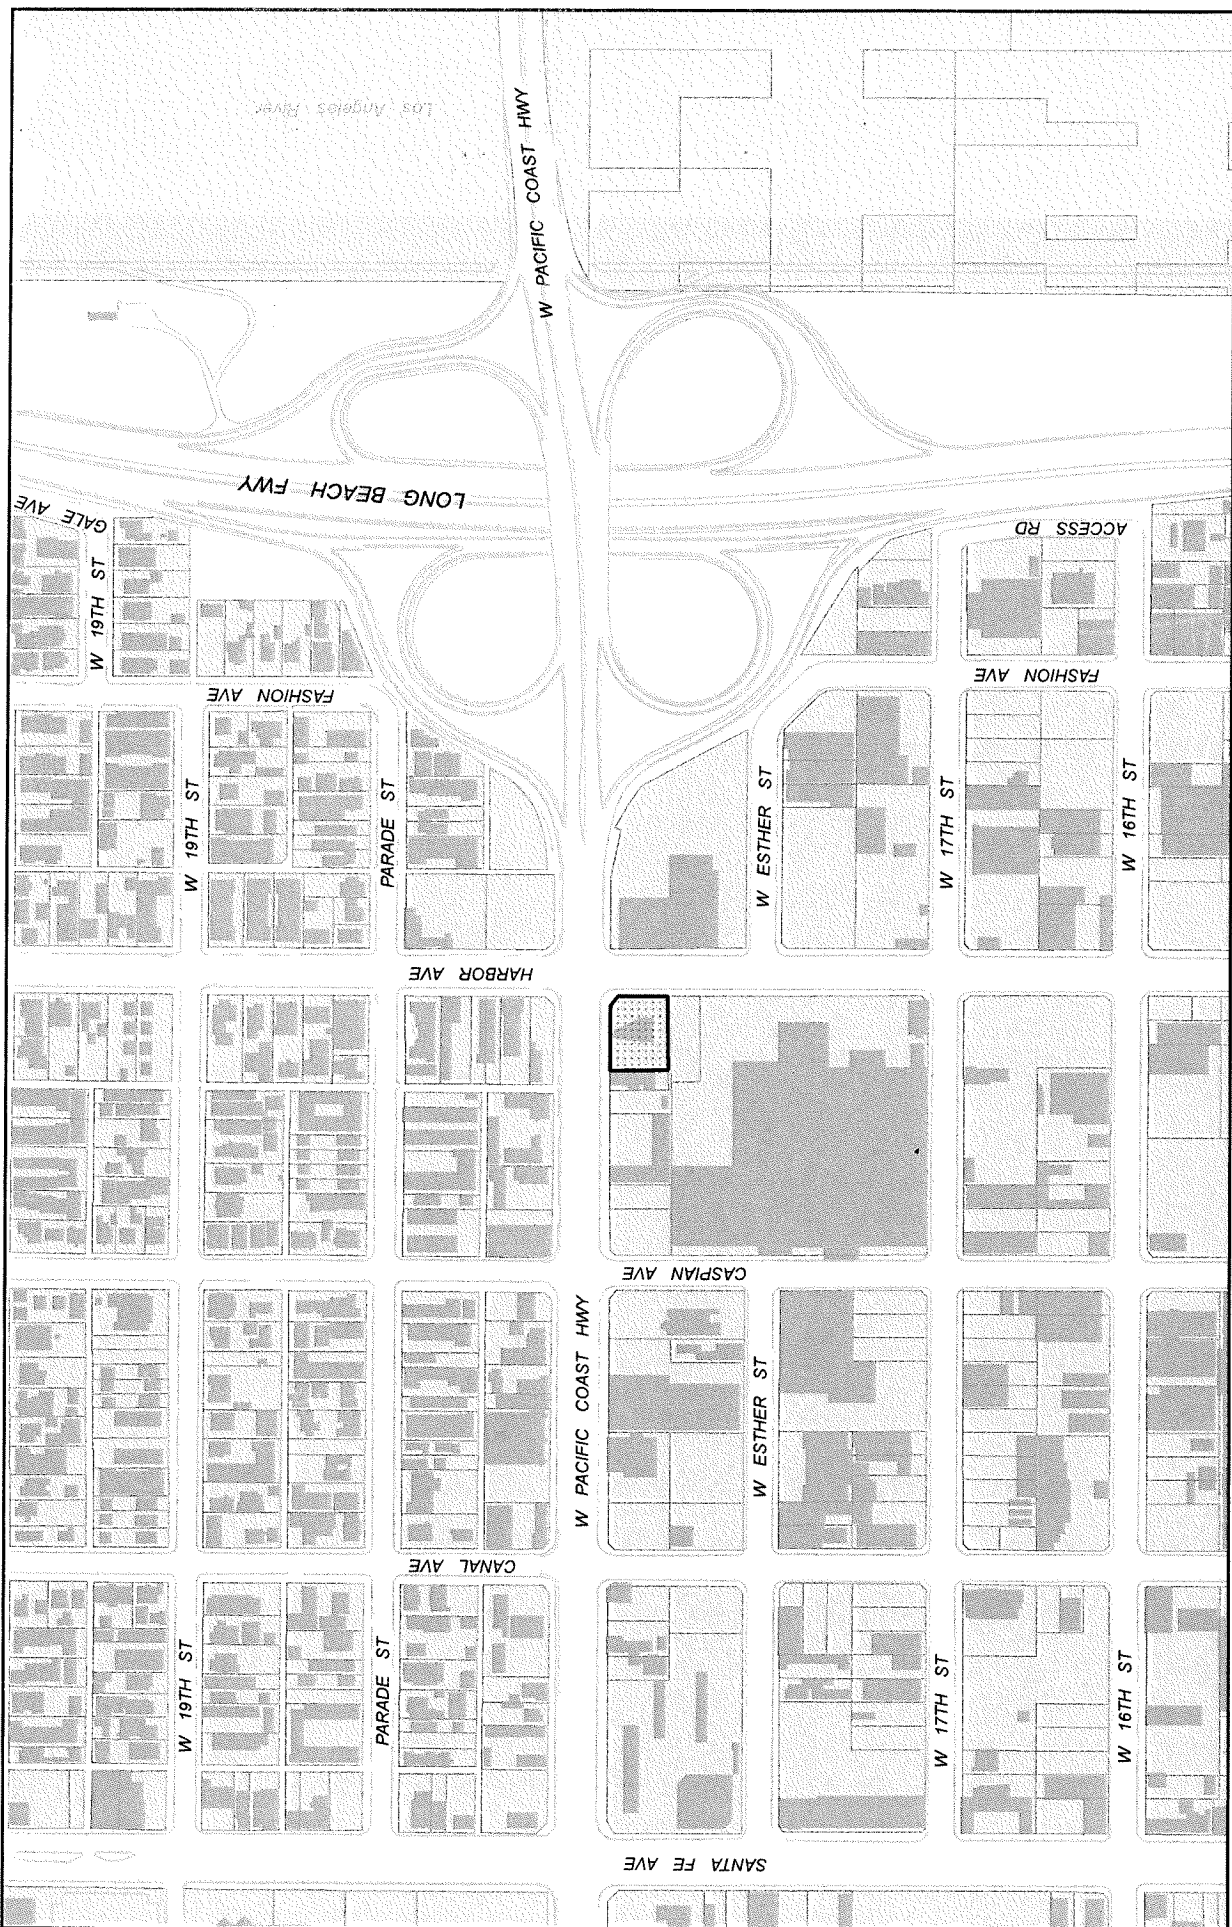 Los Angeles River
W PACIFIC COAST HWY
LONG BEACH FWY
GALE AVE
W 19TH ST
ACCESS RD
FASHION AVE
FASHION AVE
W 19TH ST
PARADE ST
W ESTHER ST
W 17TH ST
W 16TH ST
HARBOR AVE
CASPIAN AVE
W PACIFIC COAST HWY
W ESTHER ST
CANAL AVE
W 19TH ST
PARADE ST
W 17TH ST
W 16TH ST
SANTA FE AVE